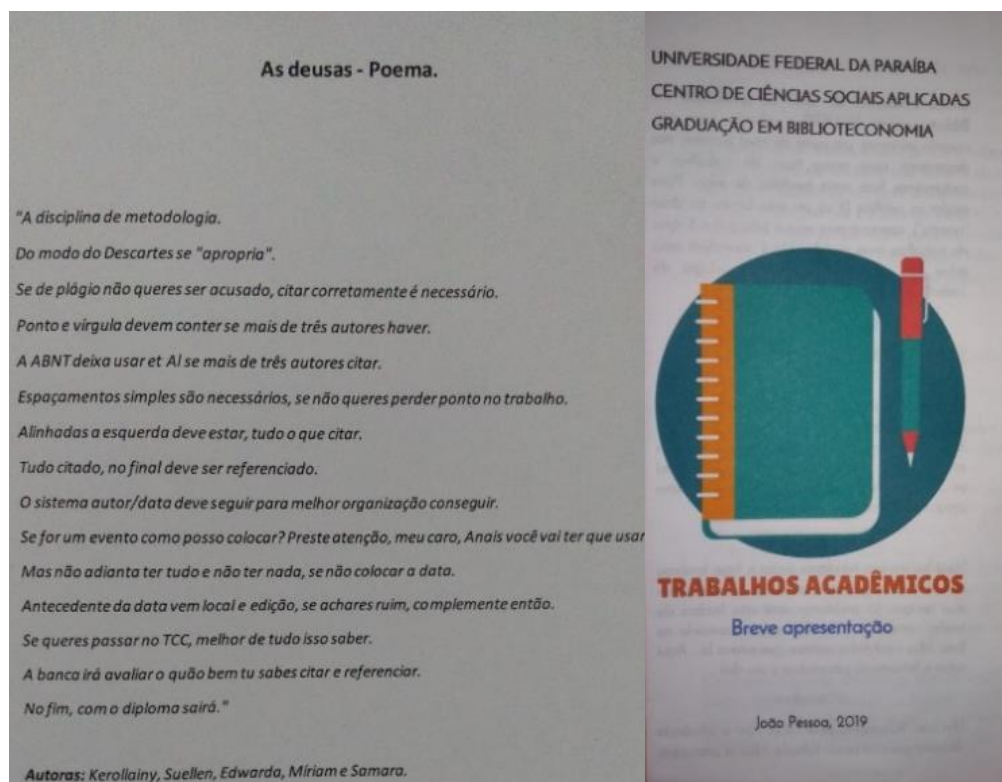 As deusas - Poema.
"A disciplina de metodologia.
Do modo do Descartes se "apropria".
Se de plágio não queres ser acusado, citar corretamente é necessário.
Ponto e vírgula devem conter se mais de três autores haver.
A ABNT deixa usar et Al se mais de três autores citar.
Espaçamentos simples são necessários, se não queres perder ponto no trabalho.
Alinhadas a esquerda deve estar, tudo o que citar.
Tudo citado, no final deve ser referenciado.
O sistema autor/data deve seguir para melhor organização conseguir.
Se for um evento como posso colocar? Preste atenção, meu caro, Anais você vai ter que usar
Mas não adianta ter tudo e não ter nada, se não colocar a data.
Antecedente da data vem local e edição, se achares ruim, complemente então.
Se queres passar no TCC, melhor de tudo isso saber.
A banca irá avaliar o quão bem tu sabes citar e referenciar.
No fim, com o diploma sairá."
Autoras: Kerollainy, Suellen, Edwarda, Míriam e Samara.
UNIVERSIDADE FEDERAL DA PARAÍBA
CENTRO DE CIÊNCIAS SOCIAIS APLICADAS
GRADUAÇÃO EM BIBLIOTECONOMIA
TRABALHOS ACADÊMICOS
Breve apresentação
João Pessoa, 2019